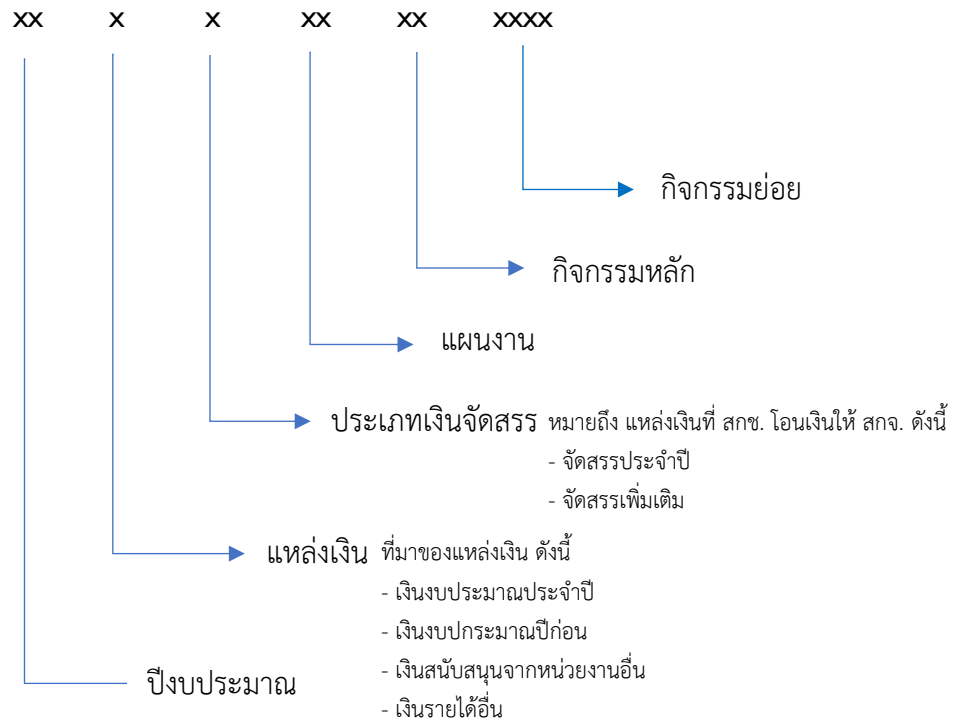 xx x x xx xx xxxx
กิจกรรมย่อย
กิจกรรมหลัก
แผนงาน
ประเภทเงินจัดสรร หมายถึง แหล่งเงินที่ สกช. โอนเงินให้ สกจ. ดังนี้
- จัดสรรประจำปี
- จัดสรรเพิ่มเติม
แหล่งเงิน ที่มาของแหล่งเงิน ดังนี้
- เงินงบประมาณประจำปี
- เงินงบปกระมาณปีก่อน
- เงินสนับสนุนจากหน่วยงานอื่น
- เงินรายได้อื่น
ปีงบประมาณ